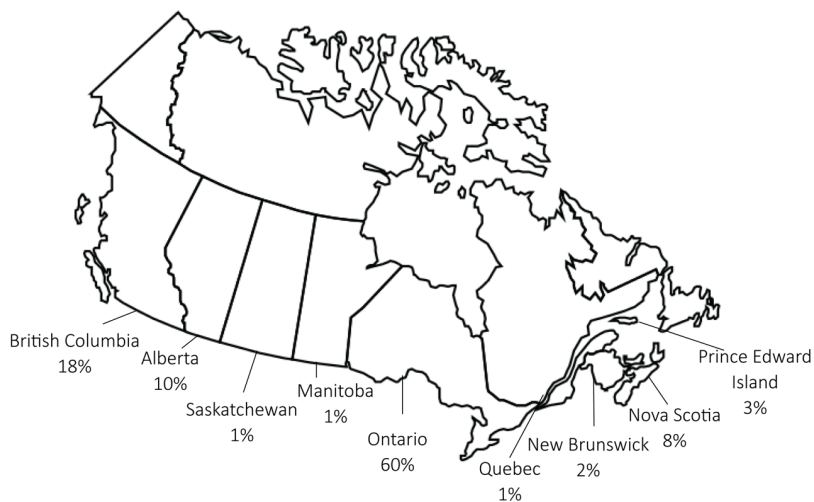 British Columbia
18%
Alberta
10%
Saskatchewan
1%
Manitoba
1%
Ontario
60%
Quebec
1%
New Brunswick
2%
Nova Scotia
8%
Prince Edward
Island
3%